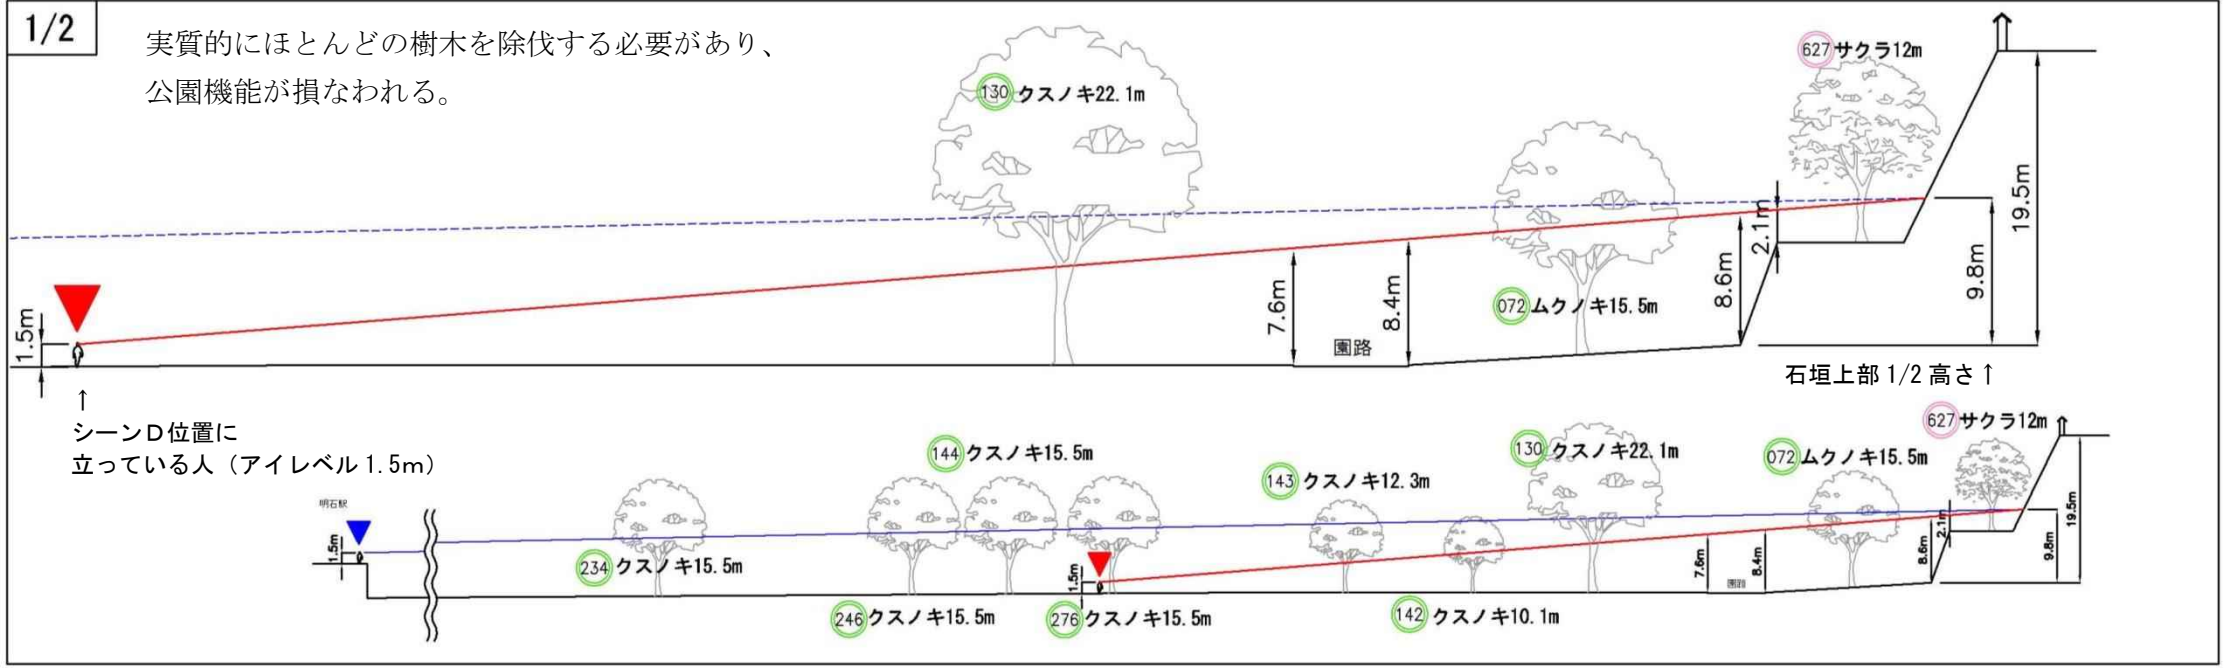 1/2
実質的にほとんどの樹木を除伐する必要があり、
公園機能が損なわれる。
130 クスノキ22.1m
627 サクラ12m
19.5m
2.1m
9.8m
8.6m
8.4m
7.6m
園路
072 ムクノキ15.5m
1.5m
石垣上部 1/2 高さ↑
↑
シーンＤ位置に
立っている人（アイレベル 1.5ｍ）
明石駅
1.5m
234 クスノキ15.5m
144 クスノキ15.5m
246 クスノキ15.5m
276 クスノキ15.5m
1.5m
143 クスノキ12.3m
142 クスノキ10.1m
130 クスノキ22.1m
072 ムクノキ15.5m
627 サクラ12m
7.6m
園路
8.4m
8.6m
2.1m
9.8m
19.5m